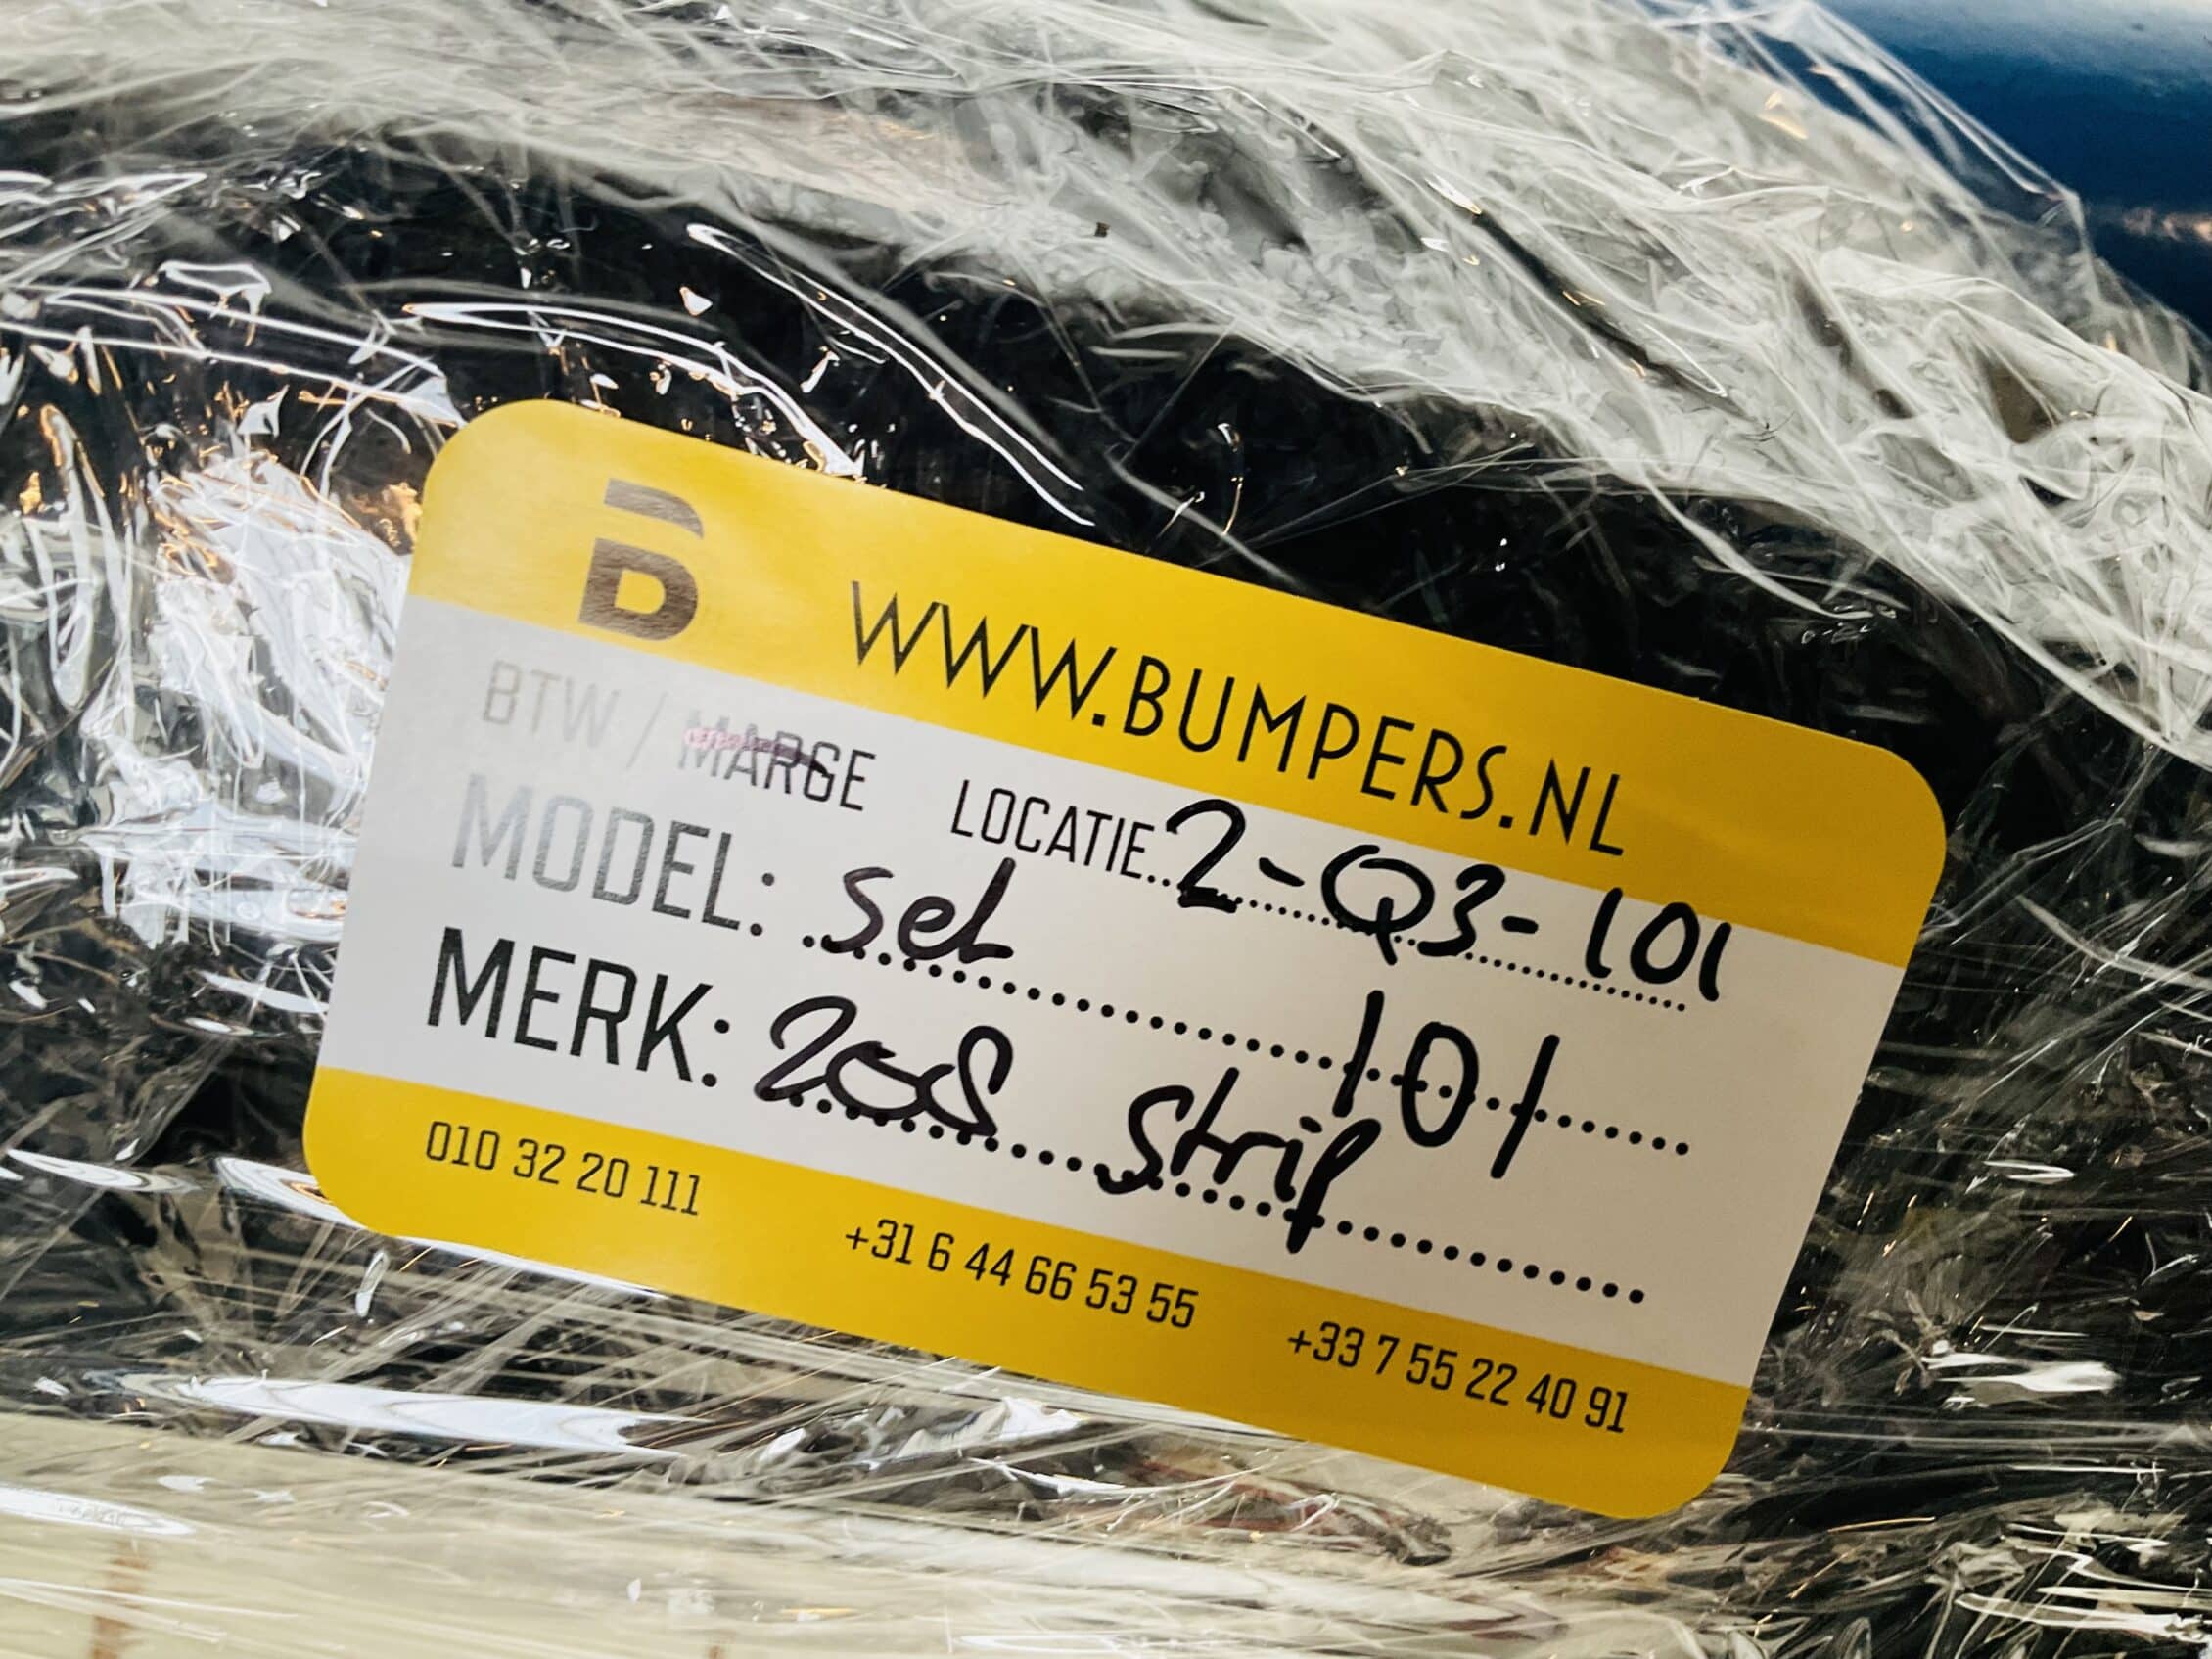 B WWW.BUMPERS.NL
BTW / MARGE LOCATIE 2-Q3-101
MODEL: Set 101
MERK: 208 Strip
010 32 20 111 +31 6 44 66 53 55 +33 7 55 22 40 91